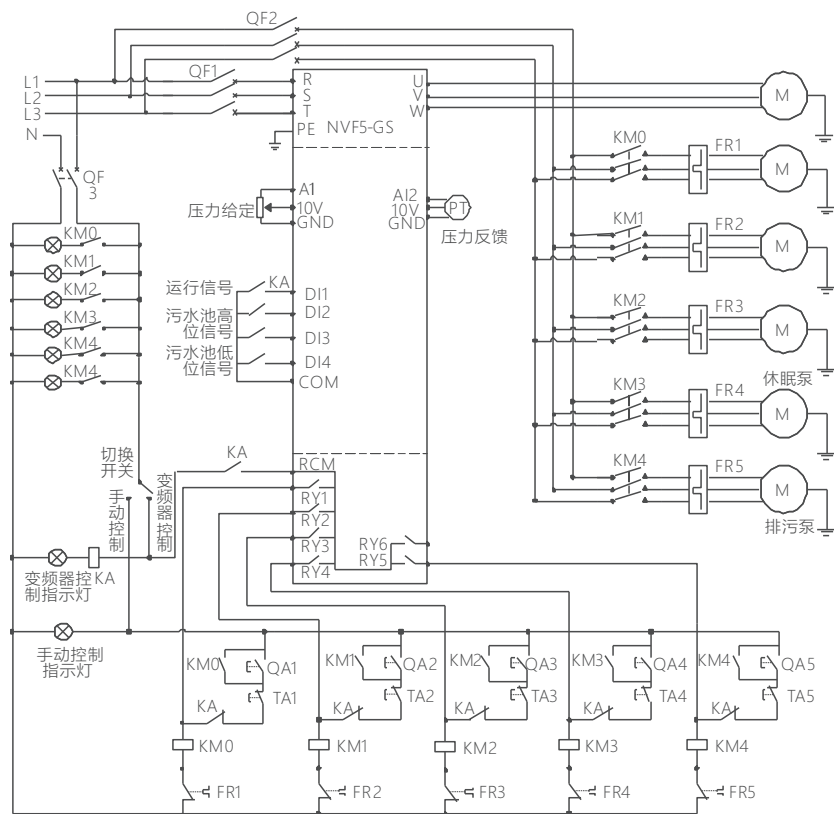 QF2
L1
QF1
R
U
M
L2
S
V
L3
T
W
N
PE
NVF5-GS
KM0
FR1
M
QF
3
A1
压力给定
10V
GND
AI2
10V
GND
PT
压力反馈
KM1
FR2
M
KM0
KM1
KM2
KM3
KM4
KM4
运行信号
KA
DI1
污水池高
位信号
DI2
DI3
污水池低
位信号
DI4
COM
KM2
FR3
M
休眠泵
KM3
FR4
M
KM4
FR5
M
排污泵
切换
开关
手动控制
变频器控制
KA
RCM
RY1
RY2
RY3
RY4
RY6
RY5
变频器控
制指示灯
KA
手动控制
指示灯
KM0
QA1
KM1
QA2
KM2
QA3
KM3
QA4
KM4
QA5
TA1
TA2
TA3
TA4
TA5
KA
KA
KA
KA
KA
KM0
KM1
KM2
KM3
KM4
FR1
FR2
FR3
FR4
FR5